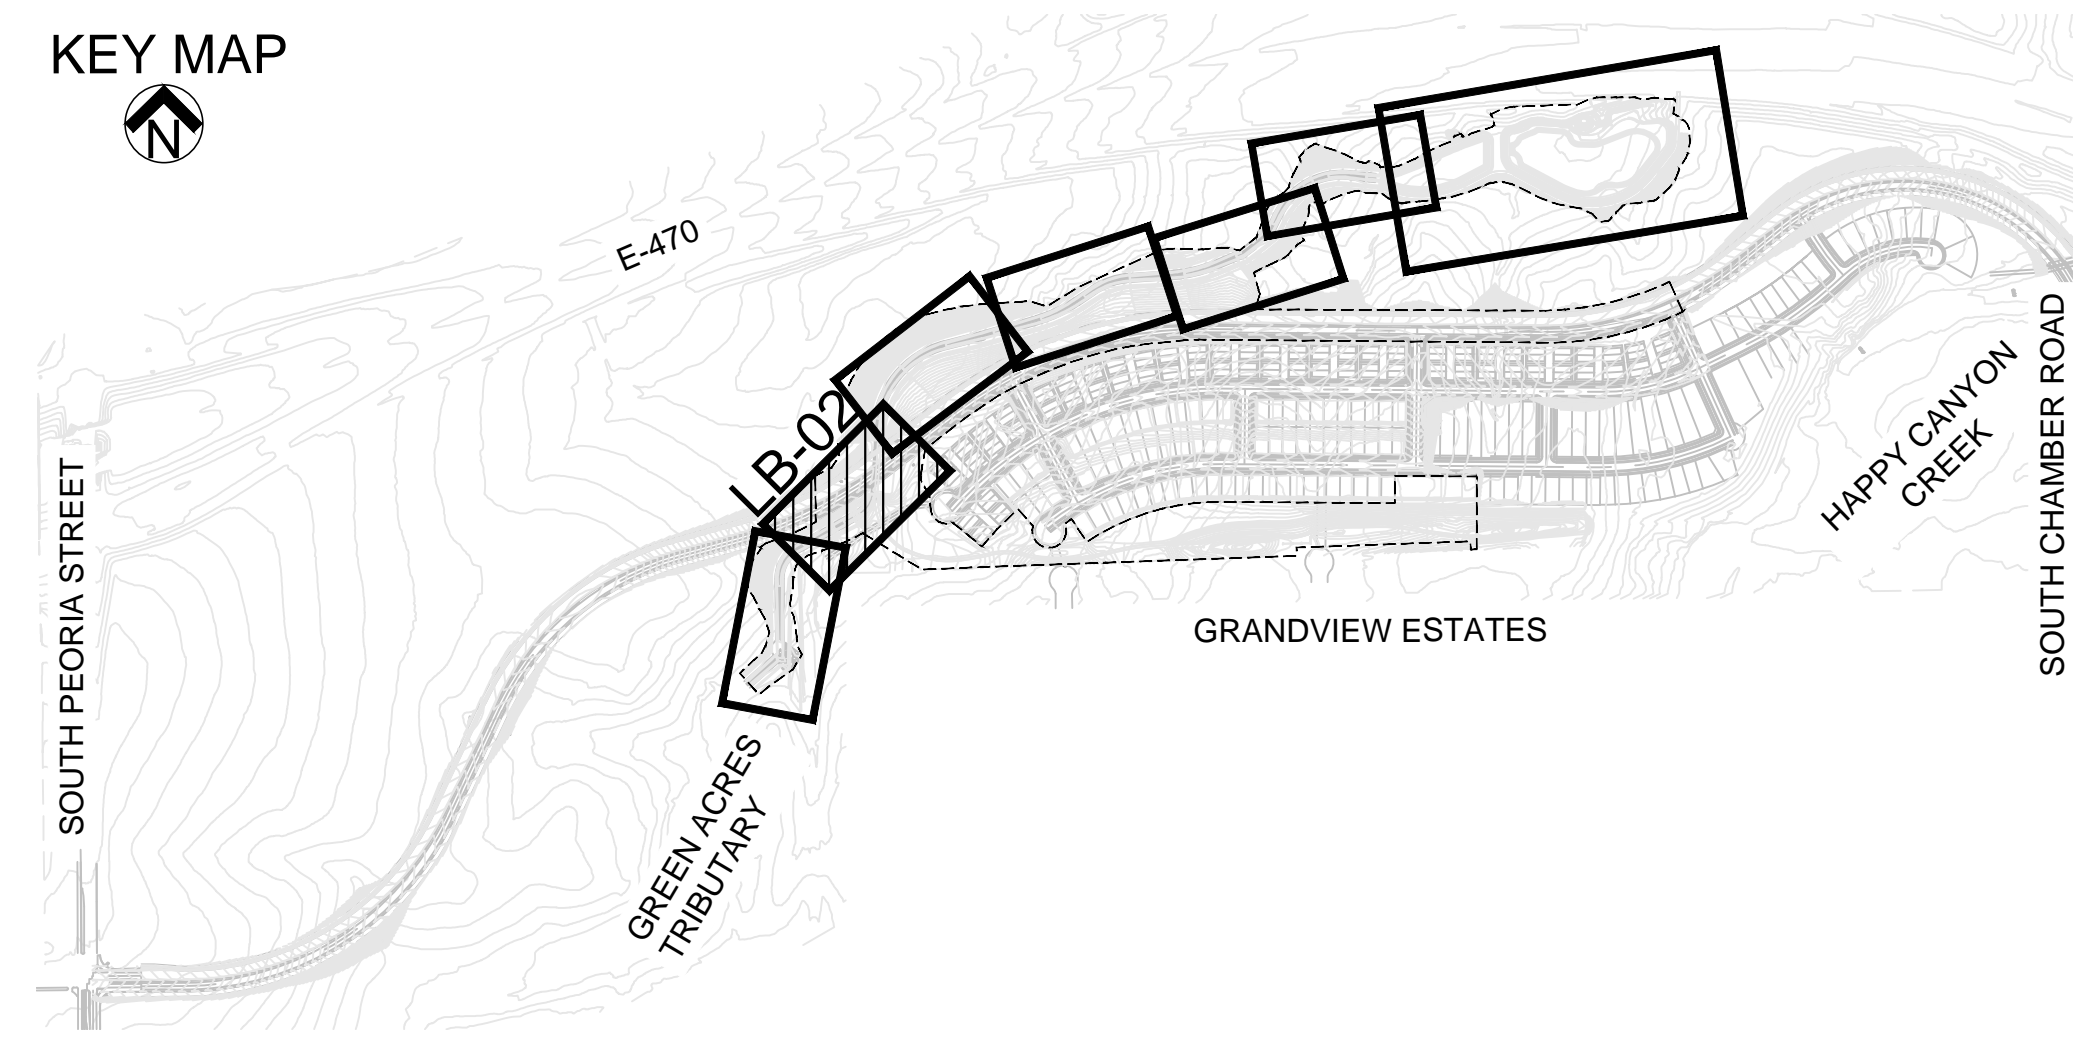 KEY MAP
N
E-470
LB-02
SOUTH PEORIA STREET
HAPPY CANYON
CREEK
SOUTH CHAMBER ROAD
GRANDVIEW ESTATES
GREEN ACRES
TRIBUTARY